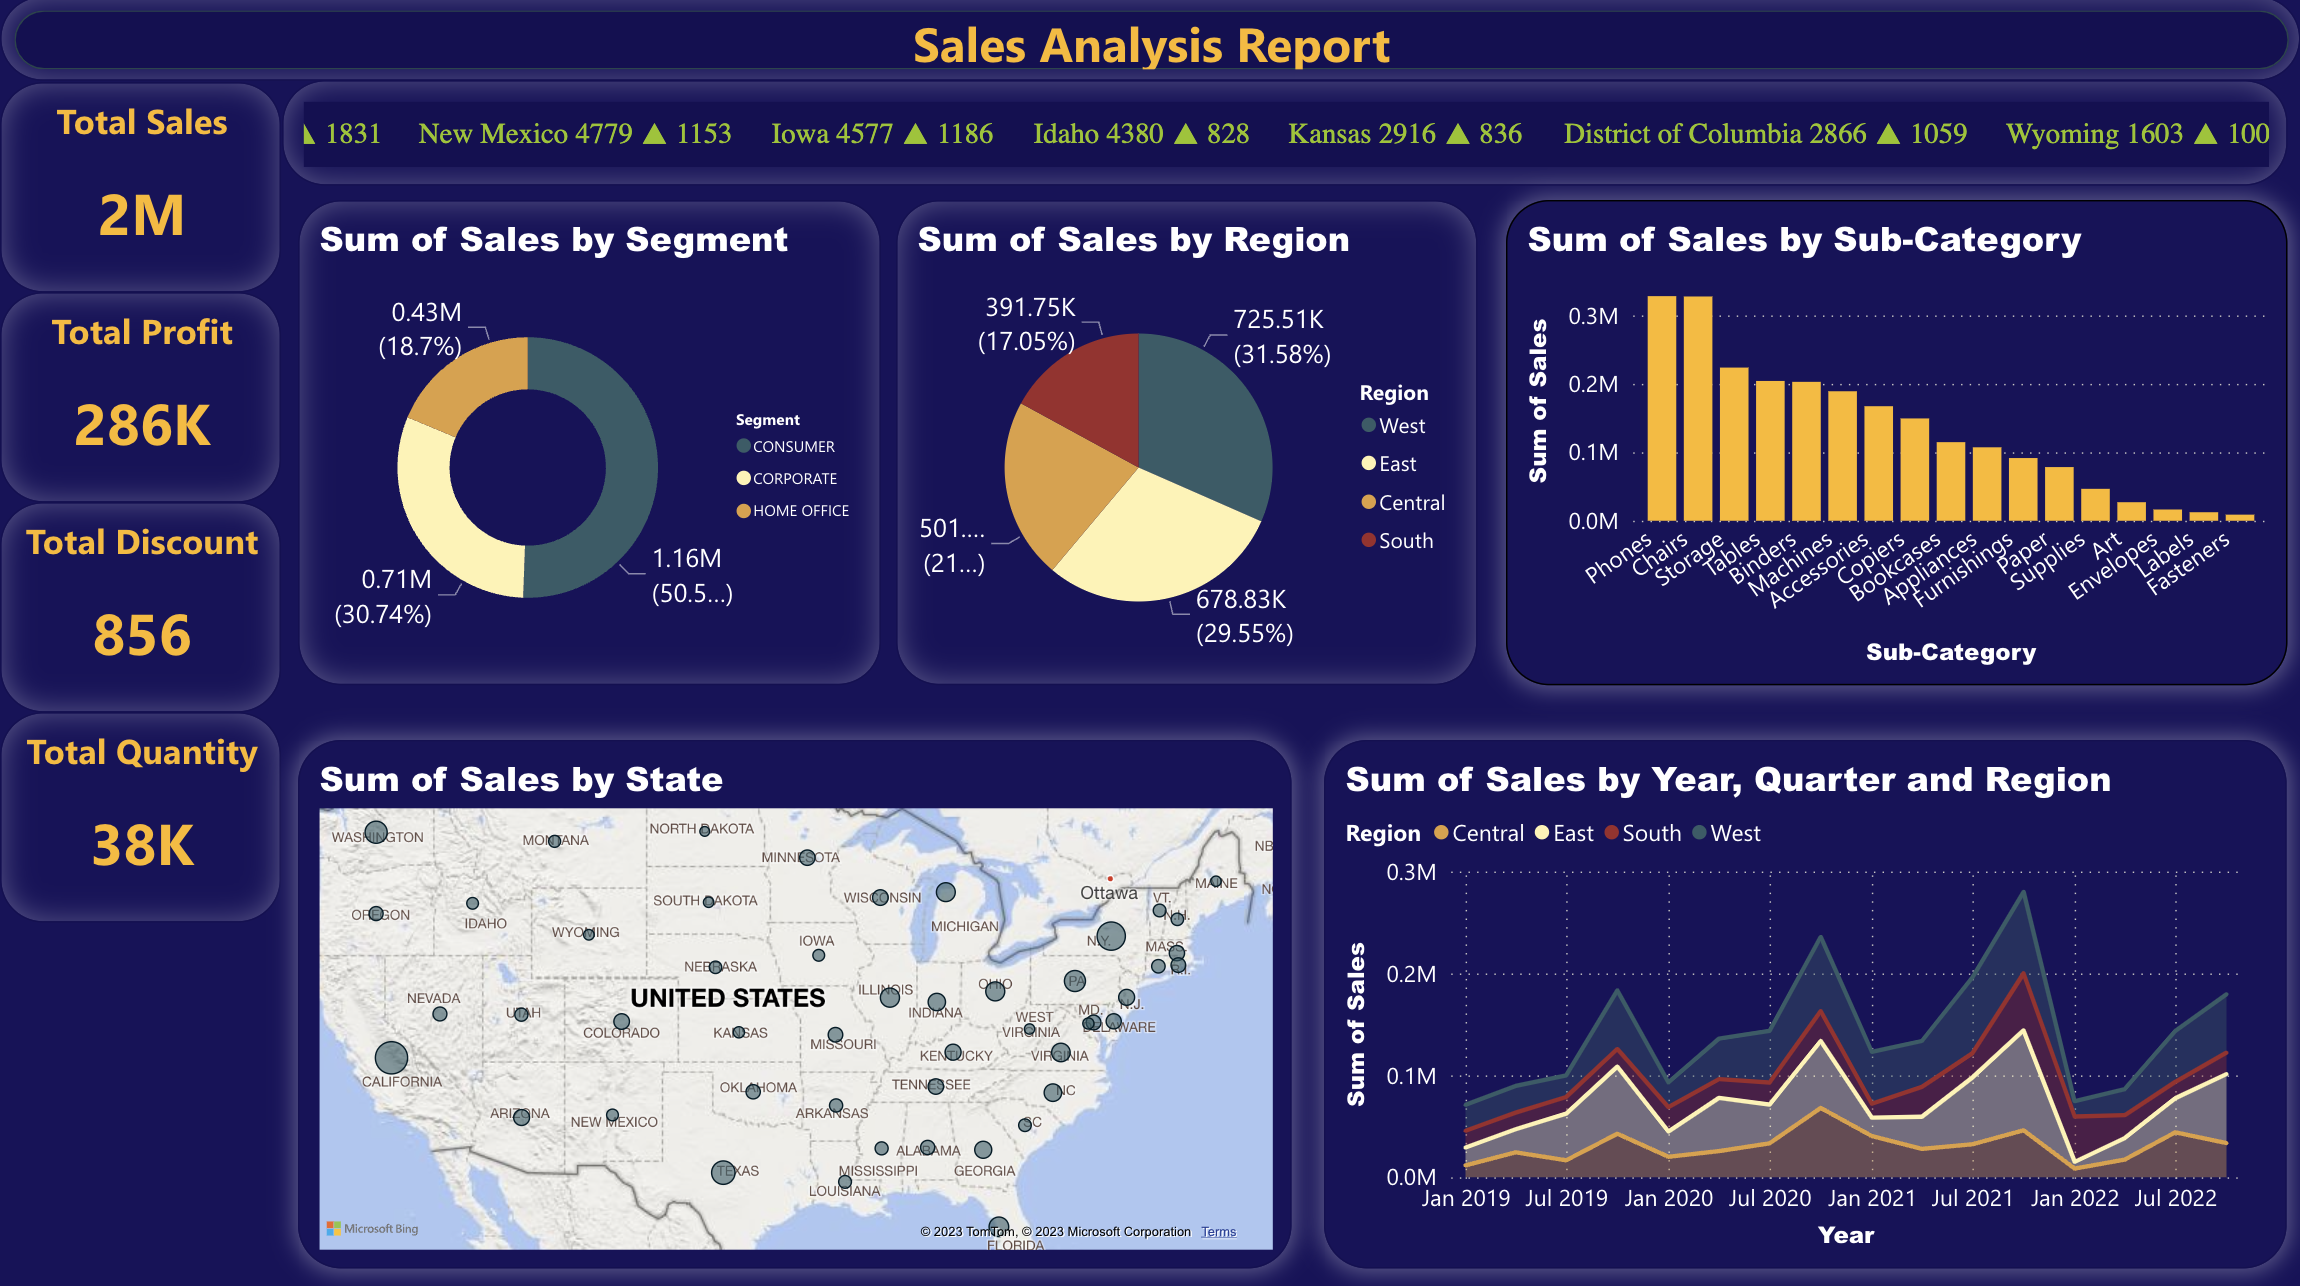 Sales Analysis Report
Total Sales
2M
Total Profit
286K
Total Discount
856
Total Quantity
38K
▲ 1831 New Mexico 4779 ▲ 1153 Iowa 4577 ▲ 1186 Idaho 4380 ▲ 828 Kansas 2916 ▲ 836 District of Columbia 2866 ▲ 1059 Wyoming 1603 ▲ 100
Sum of Sales by Segment
0.43M
(18.7%)
0.71M
(30.74%)
1.16M
(50.5...)
Segment
CONSUMER
CORPORATE
HOME OFFICE
Sum of Sales by Region
391.75K
(17.05%)
725.51K
(31.58%)
501....
(21...)
678.83K
(29.55%)
Region
West
East
Central
South
Sum of Sales by Sub-Category
Sum of Sales
0.3M
0.2M
0.1M
0.0M
Phones
Chairs
Storage
Tables
Binders
Machines
Accessories
Copiers
Bookcases
Appliances
Furnishings
Paper
Supplies
Art
Envelopes
Labels
Fasteners
Sub-Category
Sum of Sales by State
WASHINGTON
MONTANA
NORTH DAKOTA
MINNESOTA
NB
OREGON
IDAHO
WYOMING
SOUTH DAKOTA
WISCONSIN
MICHIGAN
Ottawa
VT.
N.H.
MAINE
IOWA
N.Y.
MASS.
R.I.
NEBRASKA
UNITED STATES
NEVADA
UTAH
COLORADO
KANSAS
ILLINOIS
INDIANA
OHIO
PA
N.J.
MD.
DELAWARE
WEST
VIRGINIA
MISSOURI
KENTUCKY
VIRGINIA
CALIFORNIA
OKLAHOMA
TENNESSEE
NC
ARIZONA
NEW MEXICO
ARKANSAS
SC
TEXAS
MISSISSIPPI
ALABAMA
GEORGIA
LOUISIANA
FLORIDA
Microsoft Bing
© 2023 TomTom, © 2023 Microsoft Corporation Terms
Sum of Sales by Year, Quarter and Region
Region Central East South West
Sum of Sales
0.3M
0.2M
0.1M
0.0M
Jan 2019 Jul 2019 Jan 2020 Jul 2020 Jan 2021 Jul 2021 Jan 2022 Jul 2022
Year